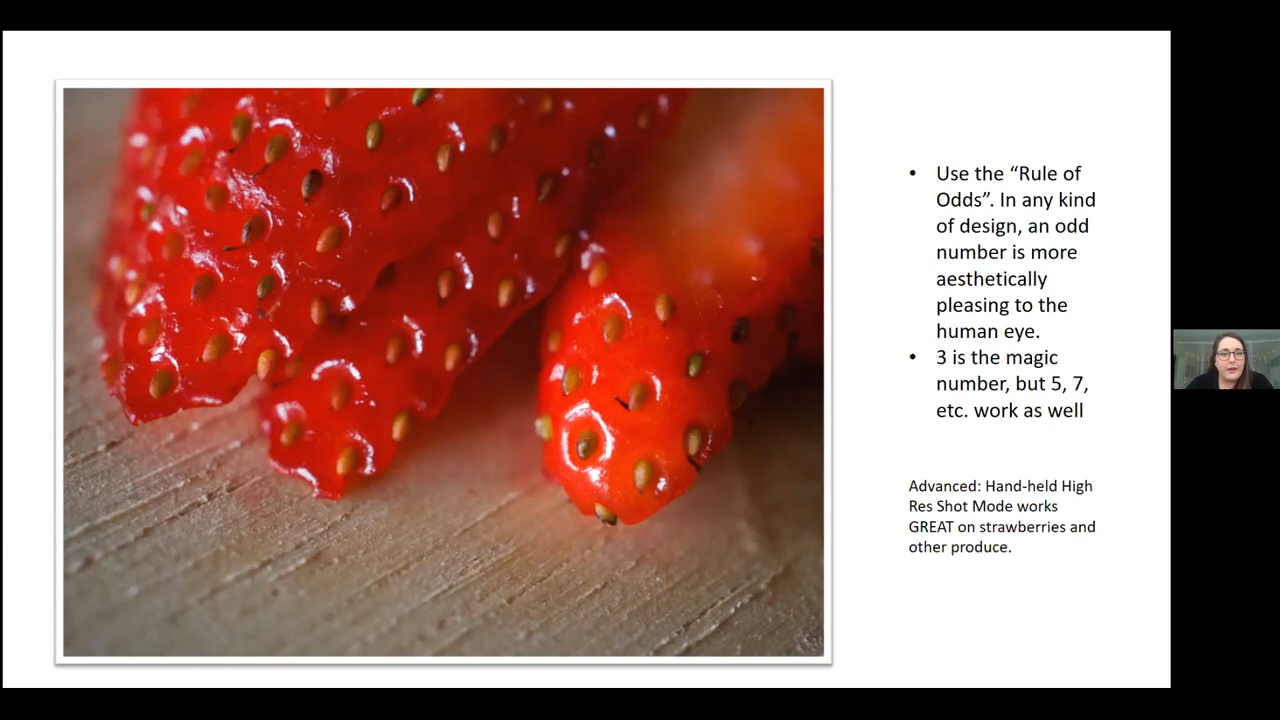 • Use the “Rule of
Odds”. In any kind
of design, an odd
number is more
aesthetically
pleasing to the
human eye.
• 3 is the magic
number, but 5, 7,
etc. work as well
Advanced: Hand-held High
Res Shot Mode works
GREAT on strawberries and
other produce.